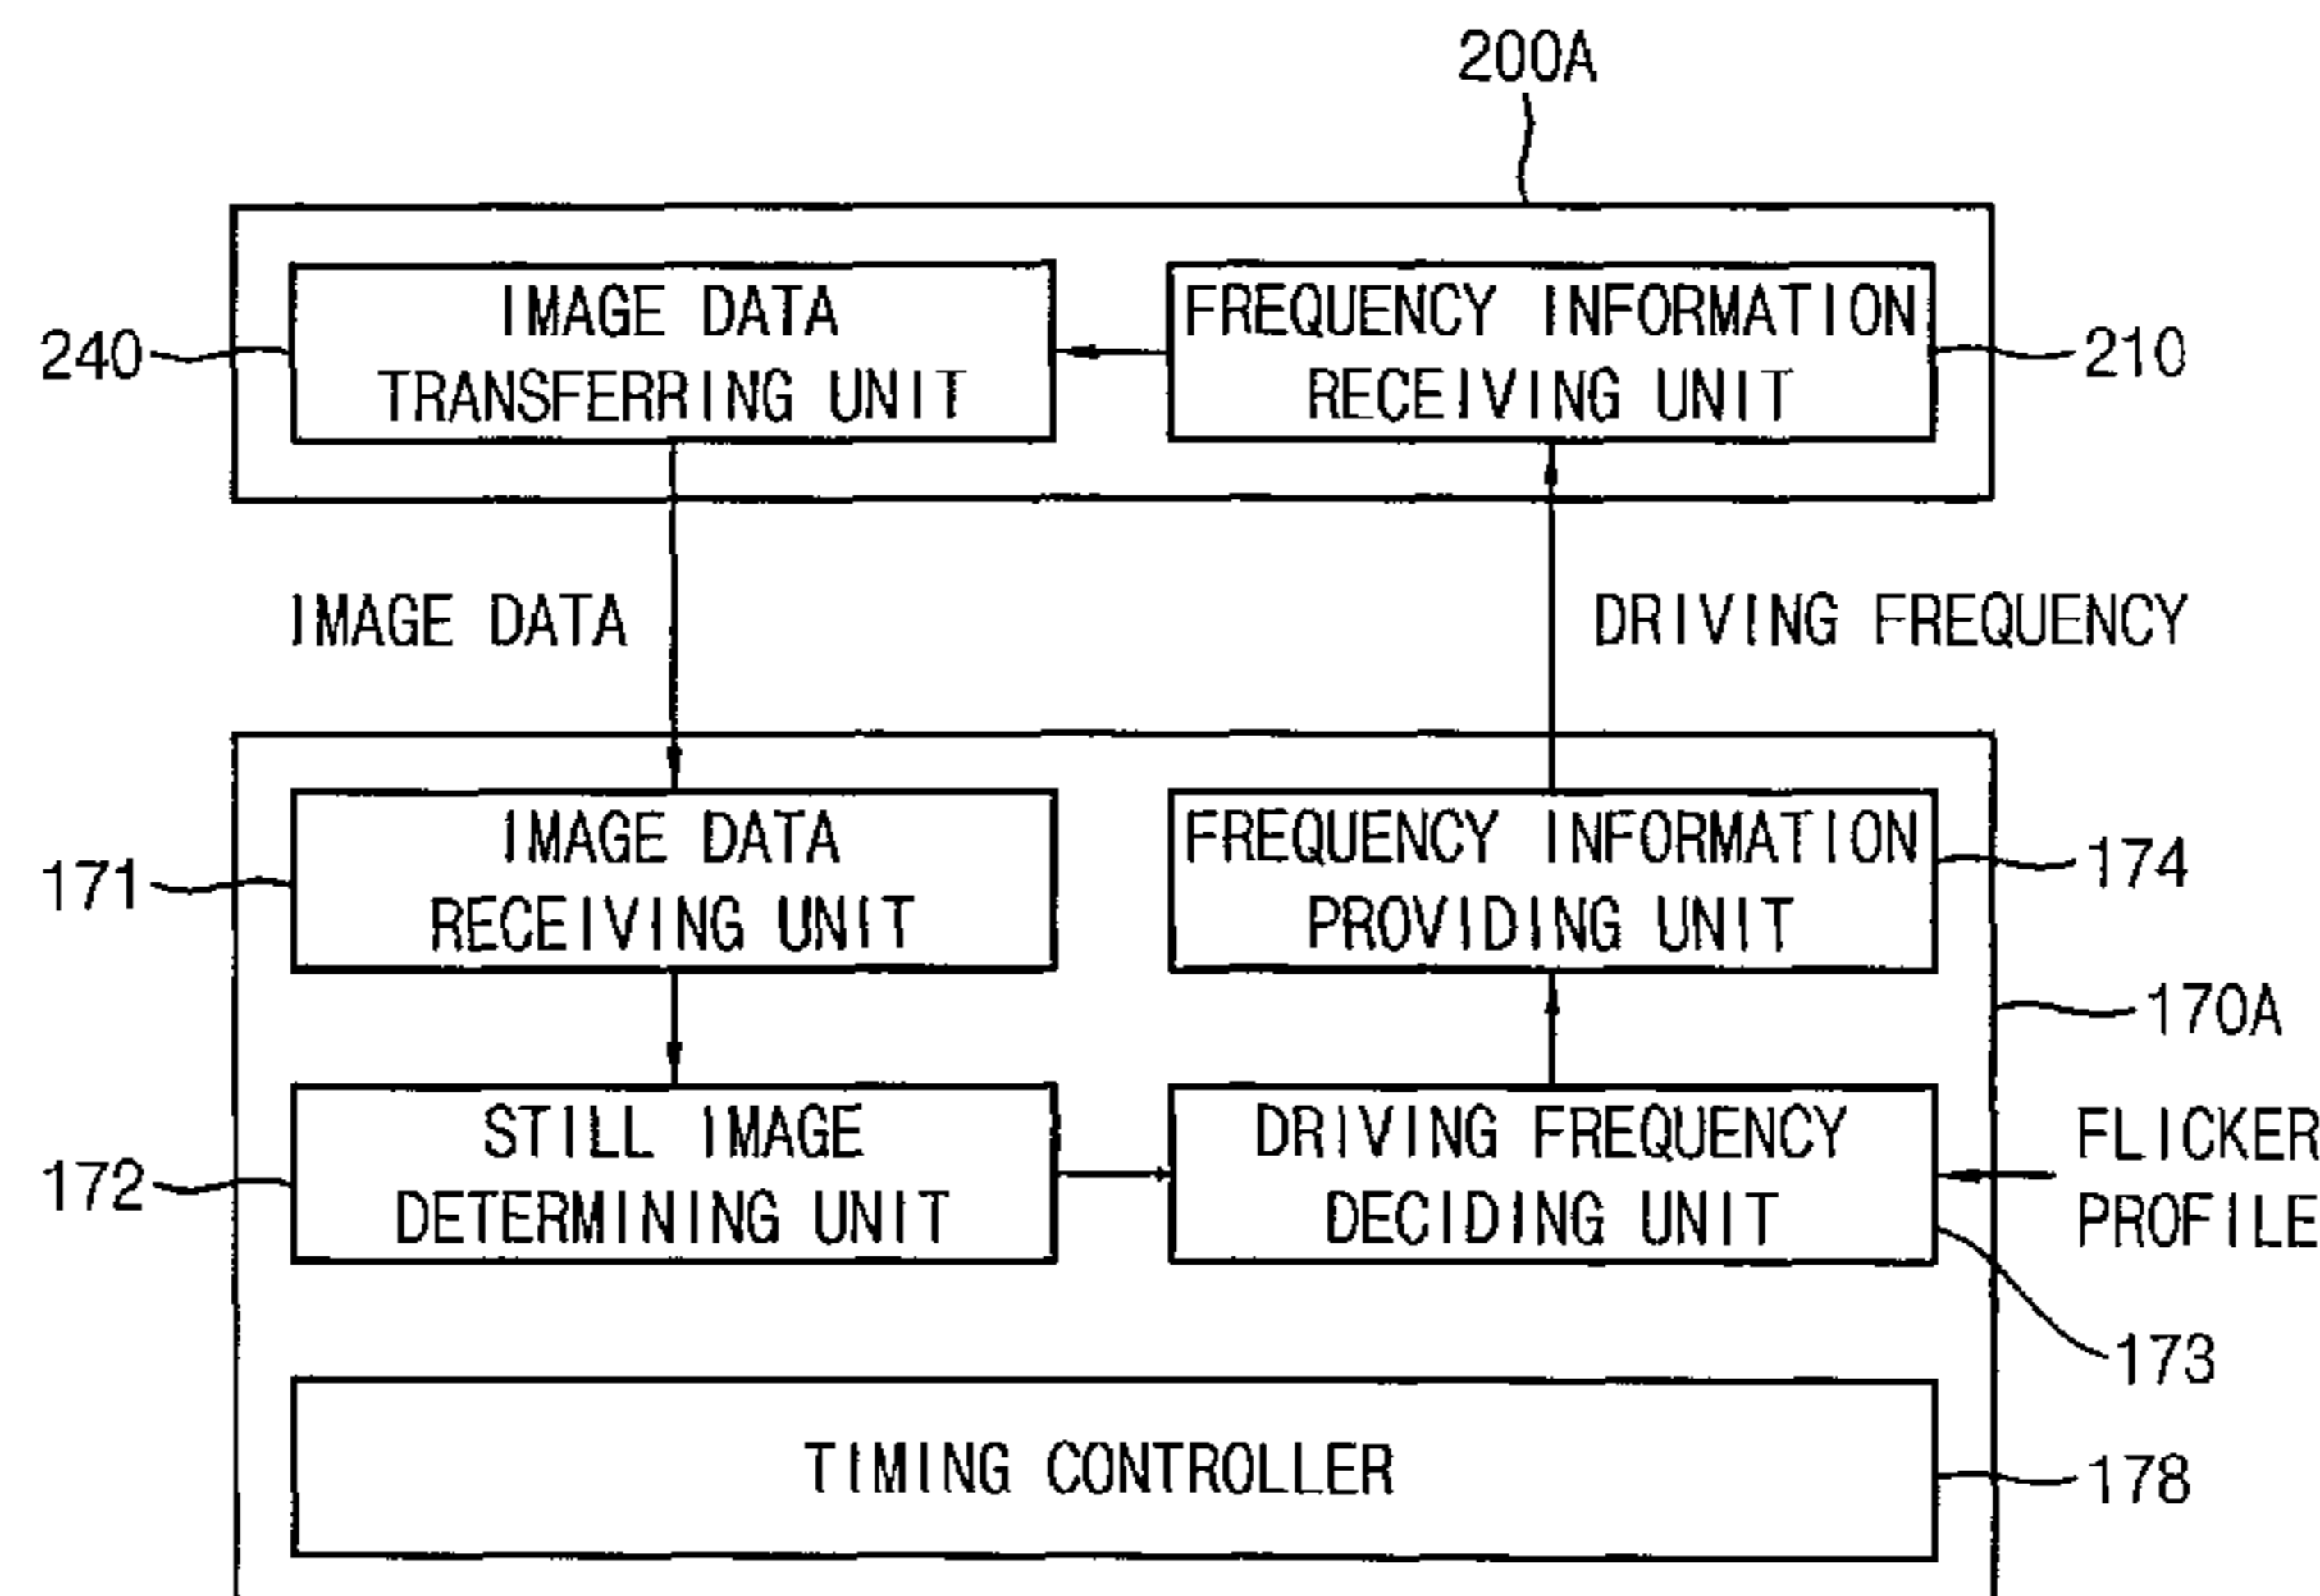 200A
IMAGE DATA
TRANSFERRING UNIT
FREQUENCY INFORMATION
RECEIVING UNIT
240
210
IMAGE DATA
DRIVING FREQUENCY
IMAGE DATA
RECEIVING UNIT
FREQUENCY INFORMATION
PROVIDING UNIT
171
174
170A
STILL IMAGE
DETERMINING UNIT
DRIVING FREQUENCY
DECIDING UNIT
FLICKER
PROFILE
172
173
TIMING CONTROLLER
178